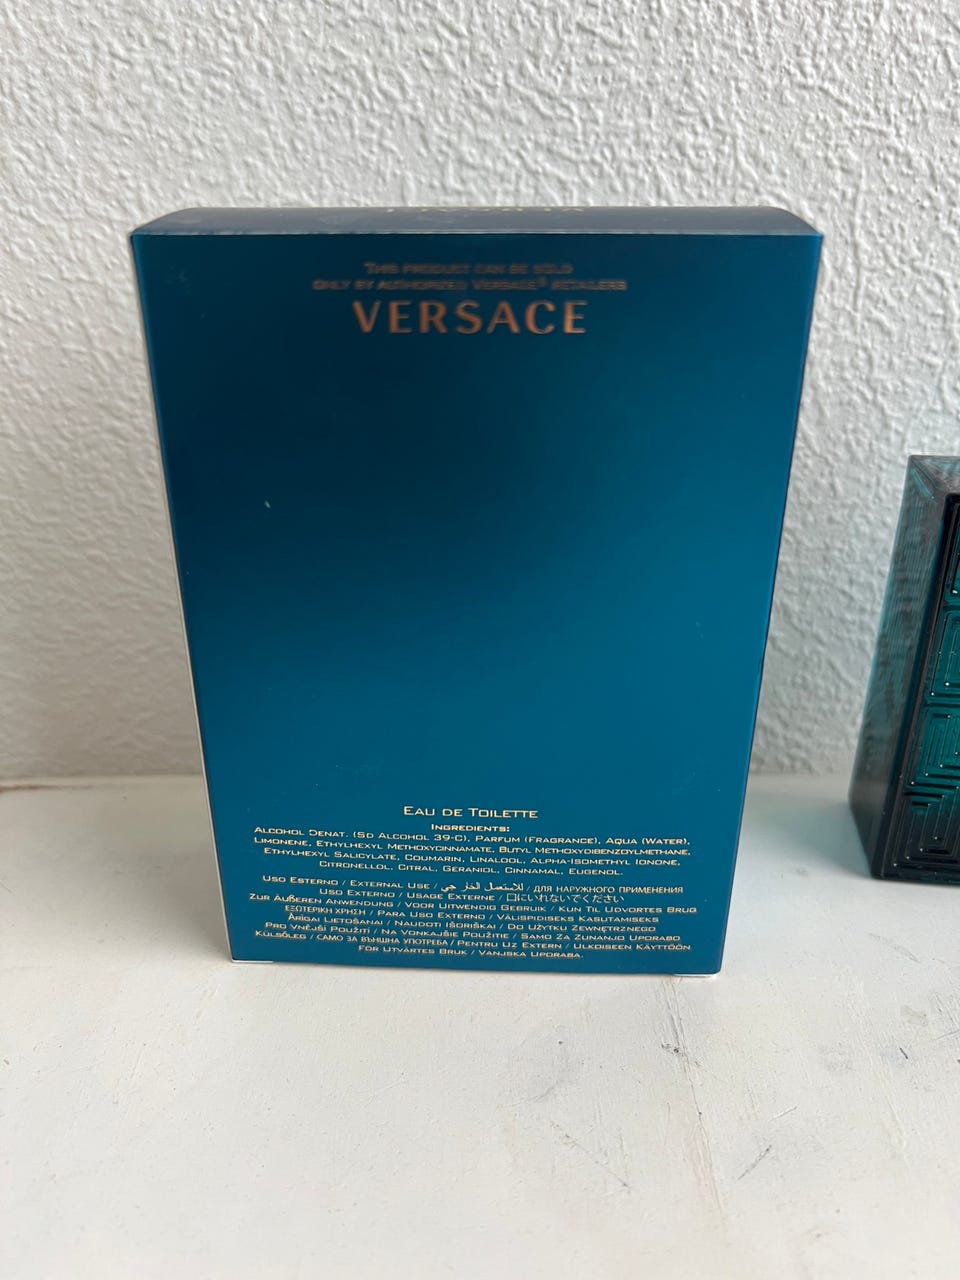 THIS PRODUCT CAN BE SOLD
ONLY BY AUTHORIZED VERSACE® RETAILERS
VERSACE
EAU DE TOILETTE
INGREDIENTS:
ALCOHOL DENAT. (SD ALCOHOL 39-C), PARFUM (FRAGRANCE), AQUA (WATER),
LIMONENE, ETHYLHEXYL METHOXYCINNAMATE, BUTYL METHOXYDIBENZOYLMETHANE,
ETHYLHEXYL SALICYLATE, COUMARIN, LINALOOL, ALPHA-ISOMETHYL IONONE,
CITRONELLOL, CITRAL, GERANIOL, CINNAMAL, EUGENOL.
USO ESTERNO / EXTERNAL USE / للاستعمل الخارجي / ДЛЯ НАРУЖНОГО ПРИМЕНЕНИЯ
USO EXTERNO / USAGE EXTERNE / 口にいれないでください
ZUR ÄUßEREN ANWENDUNG / VOOR UITWENDIG GEBRUIK / KUN TIL UDVORTES BRUG
ΕΞΩΤΕΡΙΚΗ ΧΡΗΣΗ / PARA USO EXTERNO / VÄLISPIDISEKS KASUTAMISEKS
ĀRĪGAI LIETOŠANAI / NAUDOTI IŠORIŠKAI / DO UŻYTKU ZEWNĘTRZNEGO
PRO VNĚJŠÍ POUŽITÍ / NA VONKAJŠIE POUŽITIE / SAMO ZA ZUNANJO UPORABO
KÜLSŐLEG / САМО ЗА ВЪНШНА УПОТРЕБА / PENTRU UZ EXTERN / ULKOISEEN KÄYTTÖÖN
FÖR UTVÄRTES BRUK / VANJSKA UPORABA.